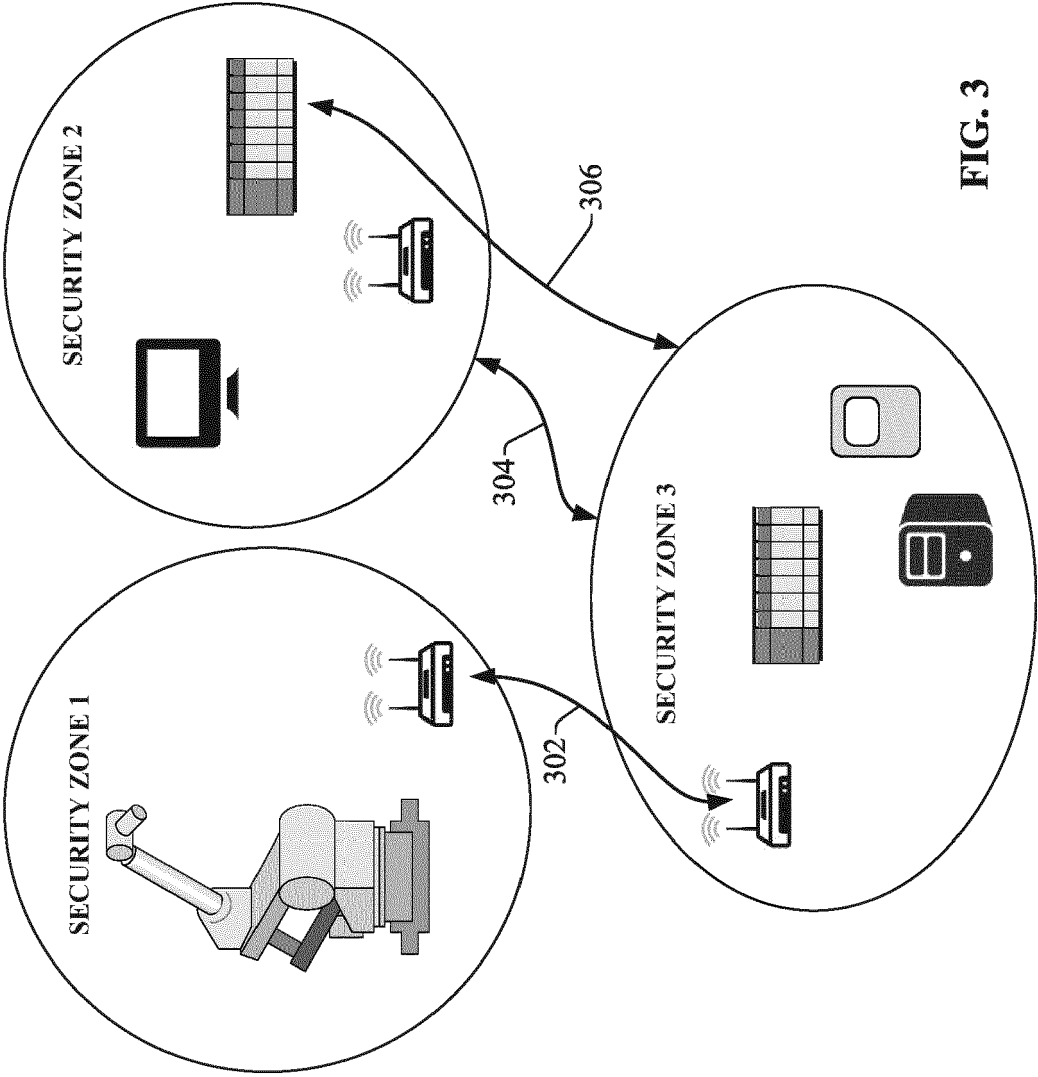 SECURITY ZONE 1
SECURITY ZONE 2
302
304
306
SECURITY ZONE 3
FIG. 3